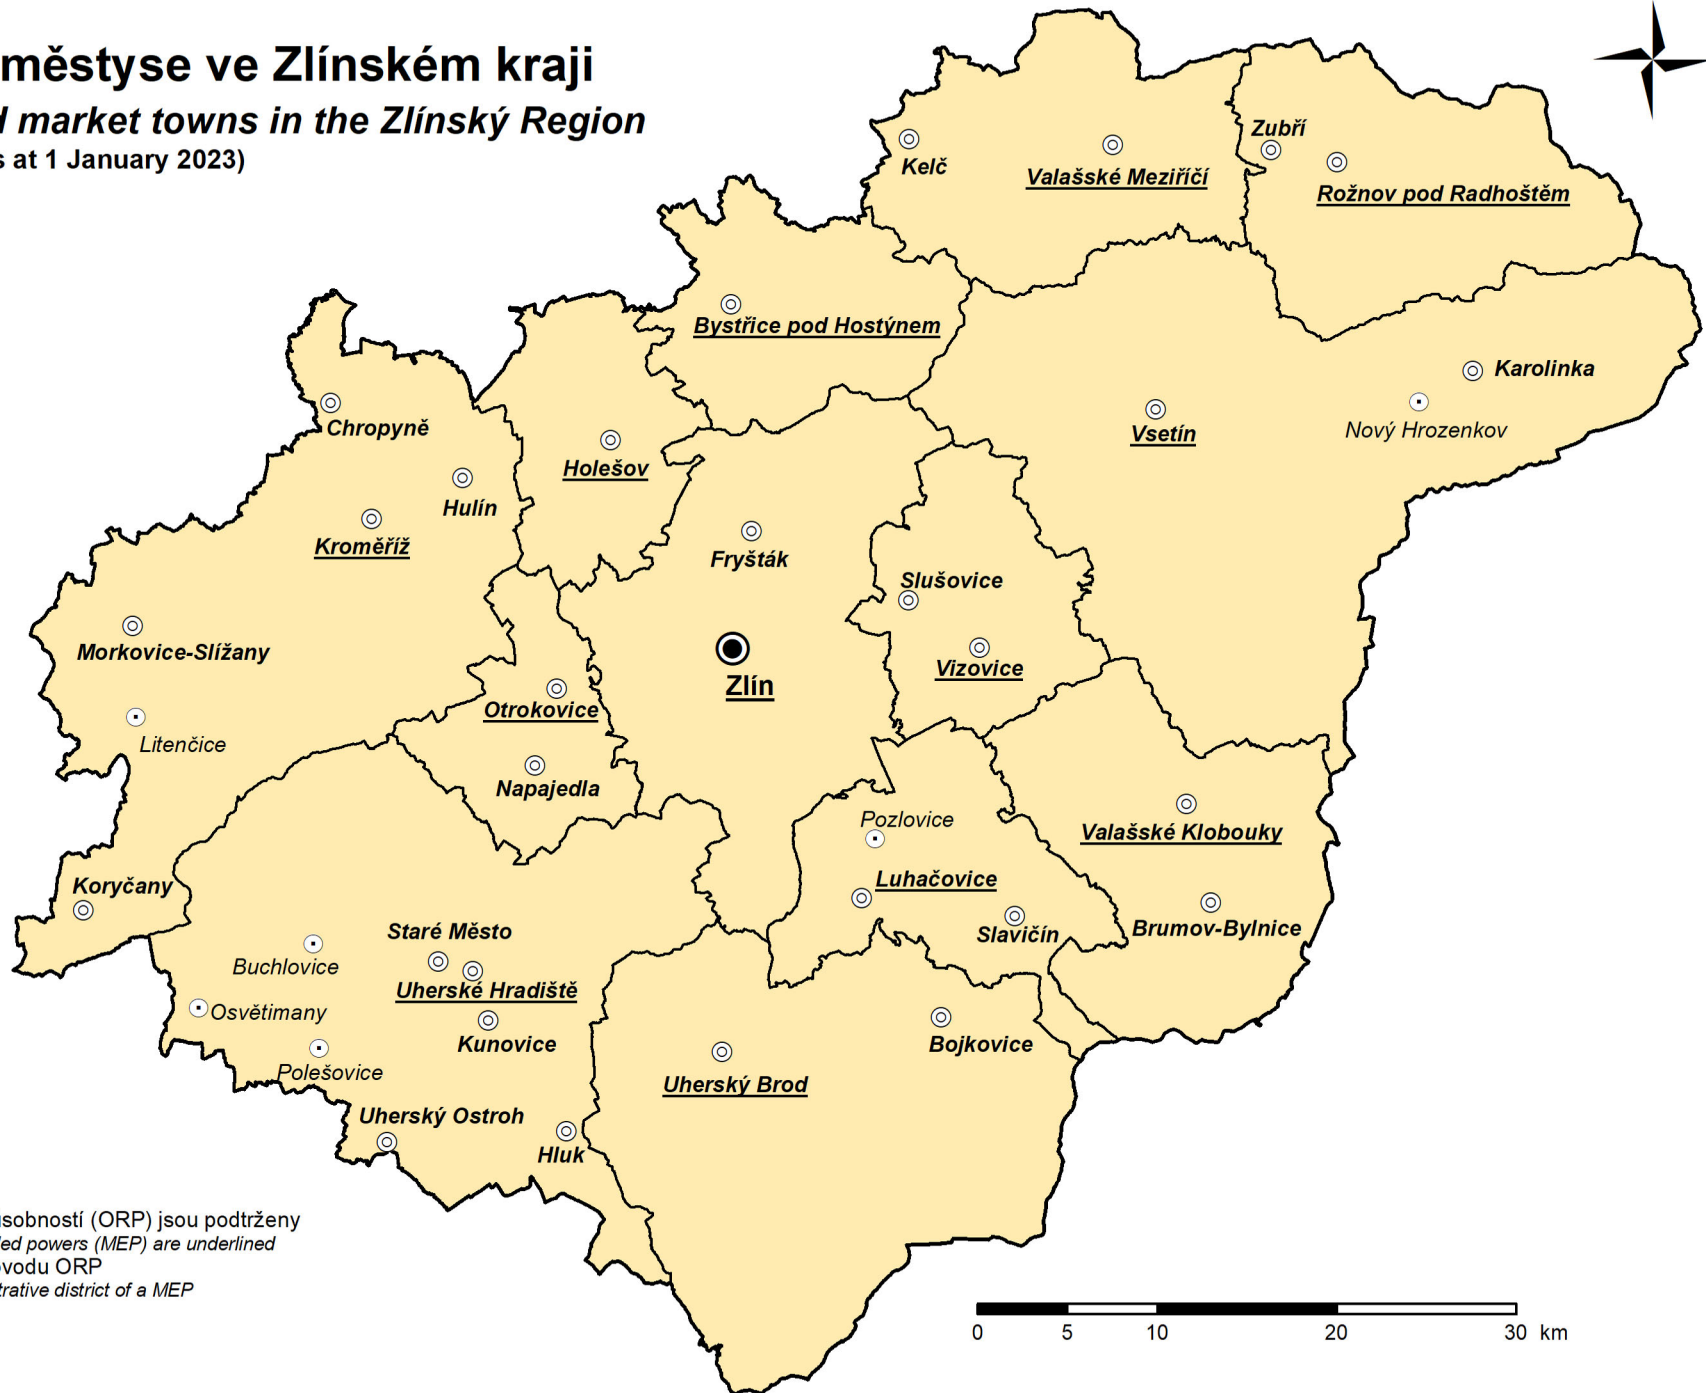 městyse ve Zlínském kraji
market towns in the Zlínský Region
at 1 January 2023)
Zubří
Kelč
Valašské Meziříčí
Rožnov pod Radhoštěm
Bystřice pod Hostýnem
Karolinka
Chropyně
Nový Hrozenkov
Vsetín
Holešov
Hulín
Kroměříž
Fryšták
Slušovice
Morkovice-Slížany
Vizovice
Zlín
Otrokovice
Litenčice
Napajedla
Pozlovice
Valašské Klobouky
Luhačovice
Koryčany
Staré Město
Slavičín
Brumov-Bylnice
Buchlovice
Uherské Hradiště
Osvětimany
Kunovice
Bojkovice
Polešovice
Uherský Brod
Uherský Ostroh
Hluk
ůsobností (ORP) jsou podtrženy
ed powers (MEP) are underlined
vodu ORP
trative district of a MEP
0 5 10 20 30 km